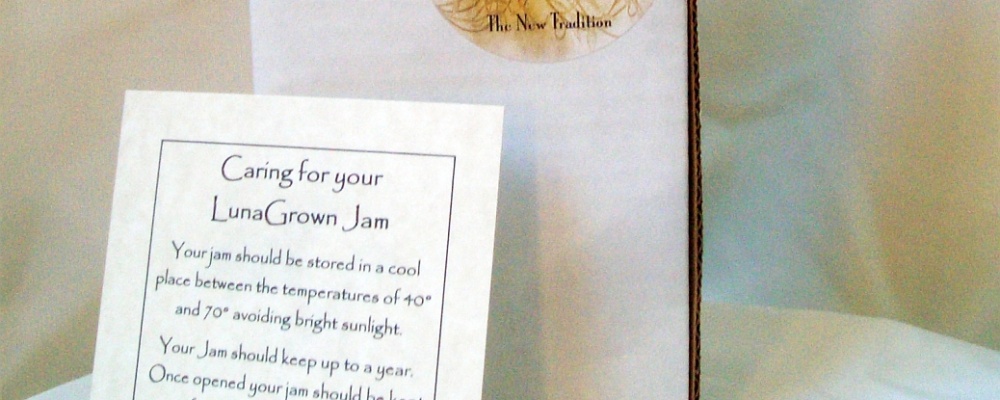 The New Tradition
Caring for your
LunaGrown Jam
Your jam should be stored in a cool
place between the temperatures of 40°
and 70° avoiding bright sunlight.
Your Jam should keep up to a year.
Once opened your jam should be kept